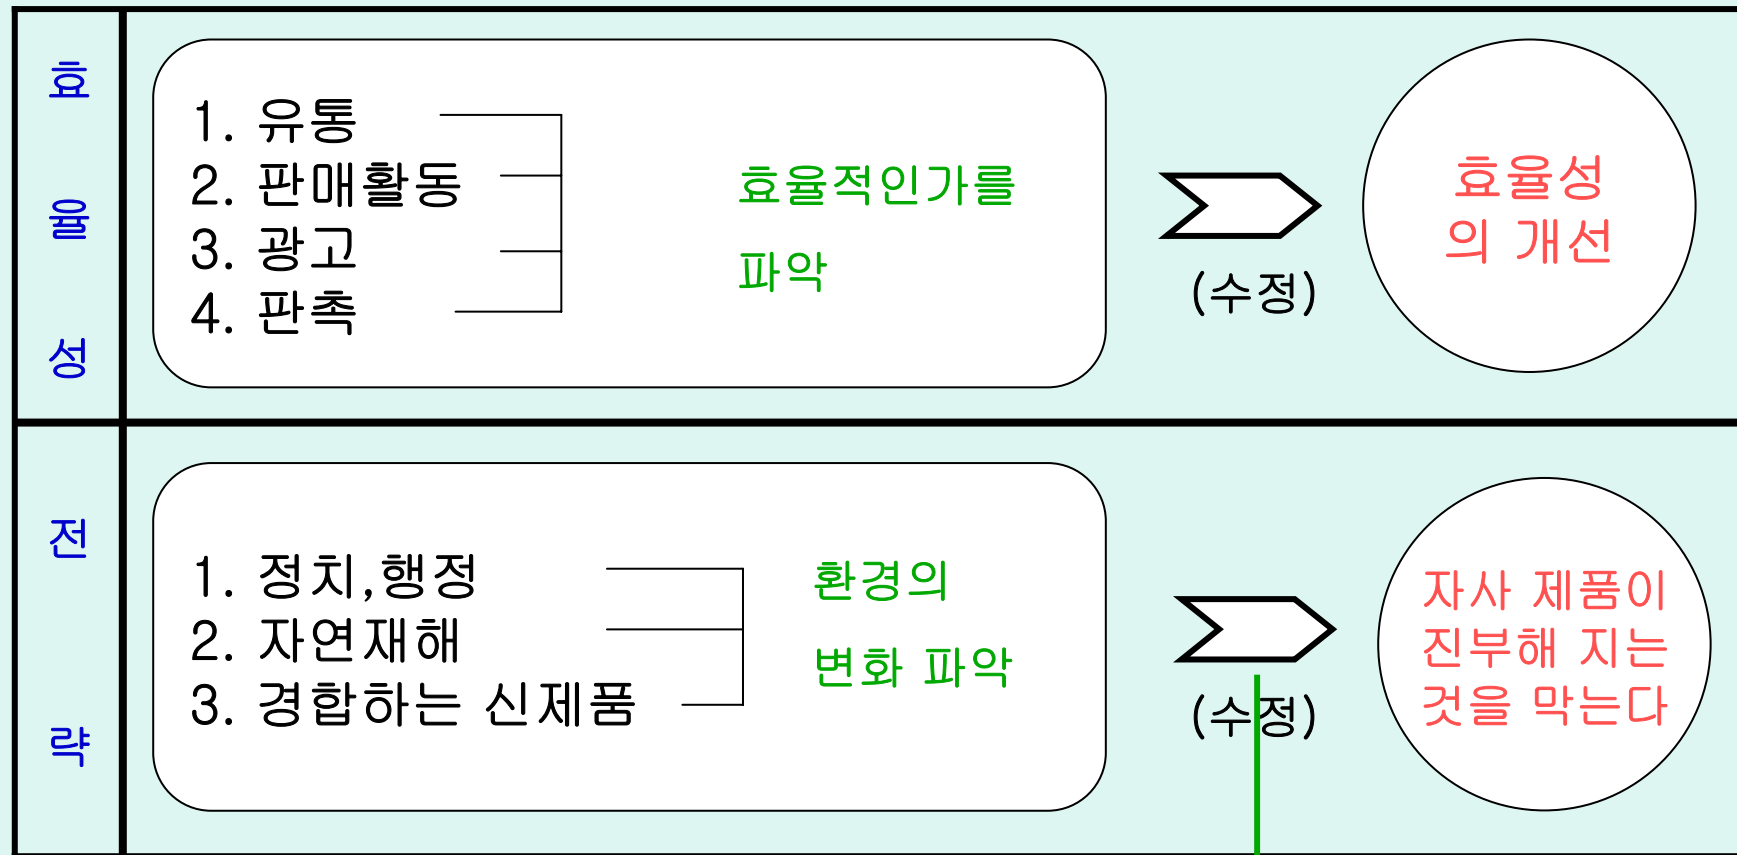 효
율
성
1. 유통
2. 판매활동
3. 광고
4. 판촉
효율적인가를
파악
(수정)
효율성
의 개선
전
략
1. 정치,행정
2. 자연재해
3. 경합하는 신제품
환경의
변화 파악
(수정)
자사 제품이
진부해 지는
것을 막는다